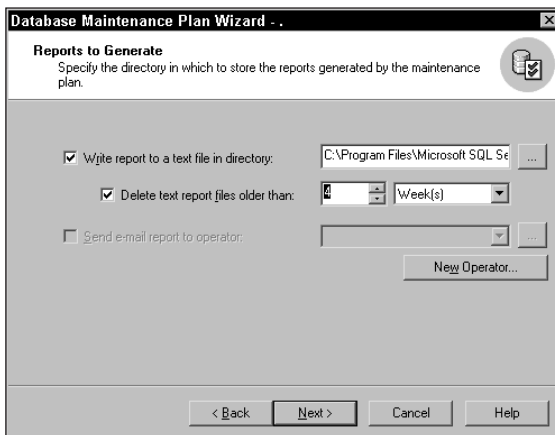 Database Maintenance Plan Wizard - .
Reports to Generate
Specify the directory in which to store the reports generated by the maintenance
plan.
Write report to a text file in directory: C:\Program Files\Microsoft SQL Se ...
Delete text report files older than: 4 Week(s)
Send e-mail report to operator: ...
New Operator...
< Back Next > Cancel Help